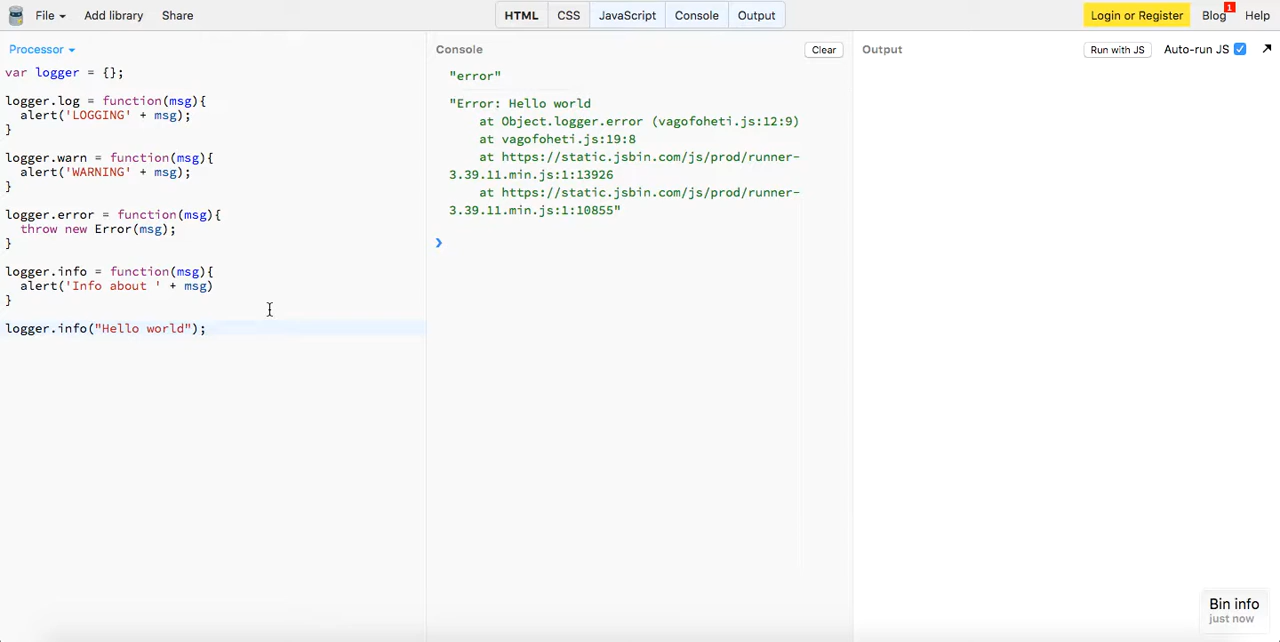 File Add library Share HTML CSS JavaScript Console Output Login or Register Blog 1 Help
Processor
var logger = {};
logger.log = function(msg){
  alert('LOGGING' + msg);
}
logger.warn = function(msg){
  alert('WARNING' + msg);
}
logger.error = function(msg){
  throw new Error(msg);
}
logger.info = function(msg){
  alert('Info about ' + msg)
}
logger.info("Hello world");
Console Clear
"error"
"Error: Hello world
    at Object.logger.error (vagofoheti.js:12:9)
    at vagofoheti.js:19:8
    at https://static.jsbin.com/js/prod/runner-
3.39.11.min.js:1:13926
    at https://static.jsbin.com/js/prod/runner-
3.39.11.min.js:1:10855"
Output Run with JS Auto-run JS
Bin info
just now